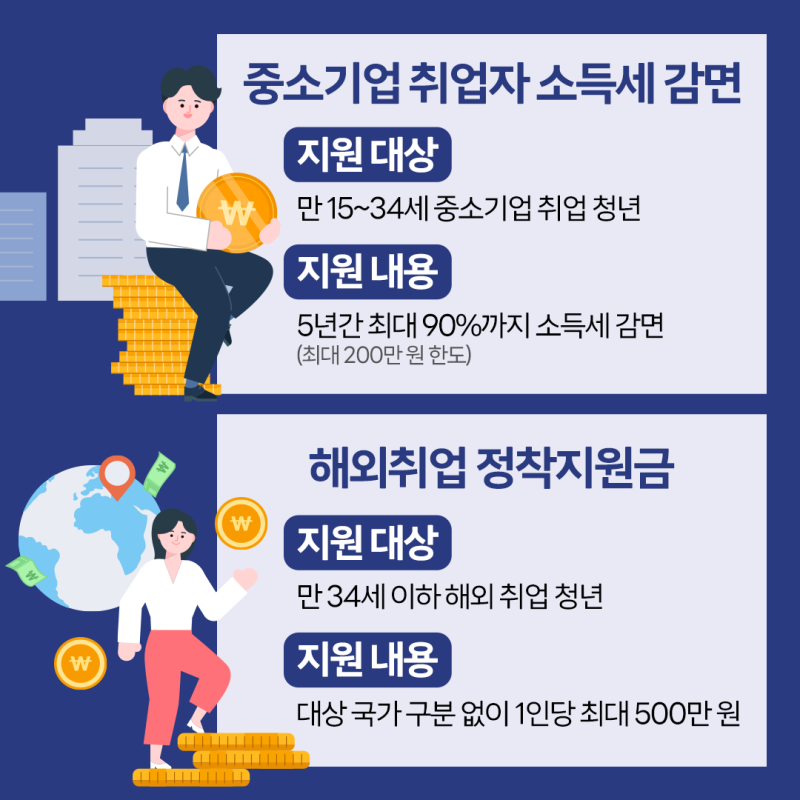 중소기업 취업자 소득세 감면
지원 대상
만 15~34세 중소기업 취업 청년
지원 내용
5년간 최대 90%까지 소득세 감면
(최대 200만 원 한도)
해외취업 정착지원금
지원 대상
만 34세 이하 해외 취업 청년
지원 내용
대상 국가 구분 없이 1인당 최대 500만 원